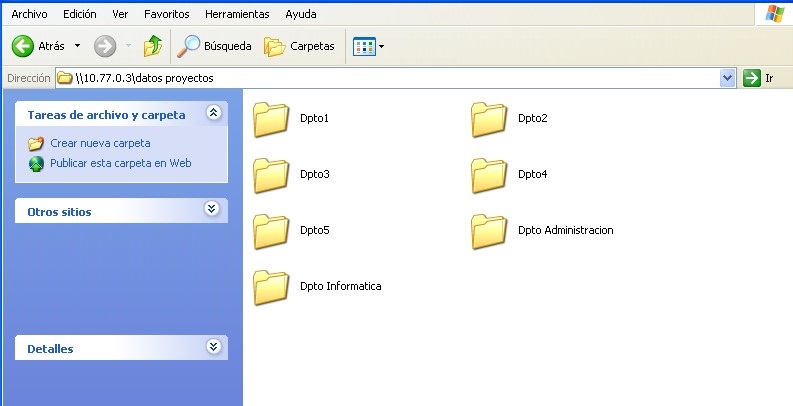 Archivo Edición Ver Favoritos Herramientas Ayuda
Atrás Búsqueda Carpetas
Dirección \\10.77.0.3\datos proyectos Ir
Tareas de archivo y carpeta
Crear nueva carpeta
Publicar esta carpeta en Web
Otros sitios
Detalles
Dpto1 Dpto2
Dpto3 Dpto4
Dpto5 Dpto Administracion
Dpto Informatica